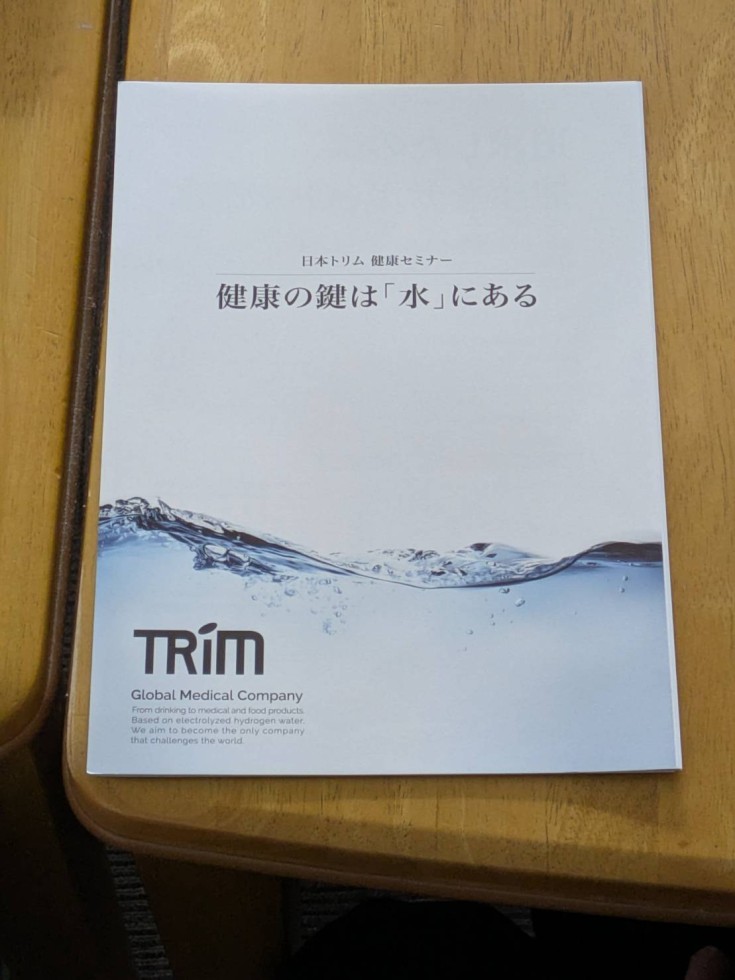 日本トリム 健康セミナー
健康の鍵は「水」にある
TRiM
Global Medical Company
From drinking to medical and food products.
Based on electrolyzed hydrogen water.
We aim to become the only company
that challenges the world.